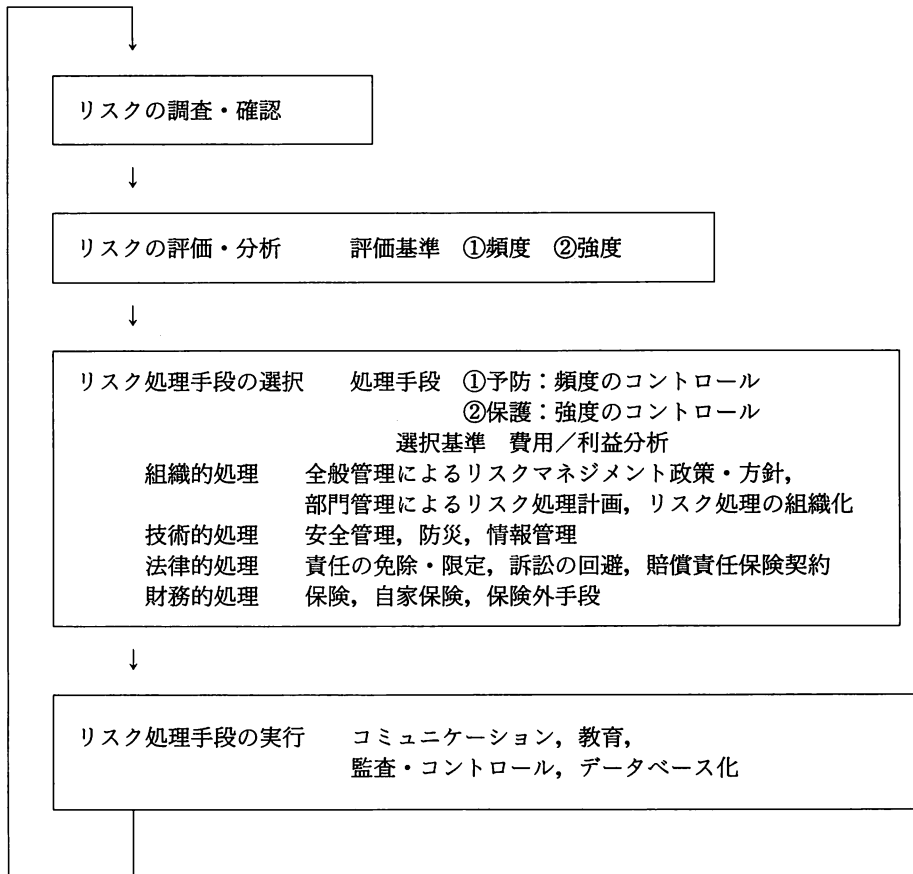 ↓
リスクの調査・確認
↓
リスクの評価・分析 評価基準 ①頻度 ②強度
↓
リスク処理手段の選択 処理手段 ①予防：頻度のコントロール
②保護：強度のコントロール
選択基準 費用／利益分析
組織的処理 全般管理によるリスクマネジメント政策・方針，
部門管理によるリスク処理計画，リスク処理の組織化
技術的処理 安全管理，防災，情報管理
法律的処理 責任の免除・限定，訴訟の回避，賠償責任保険契約
財務的処理 保険，自家保険，保険外手段
↓
リスク処理手段の実行 コミュニケーション，教育，
監査・コントロール，データベース化